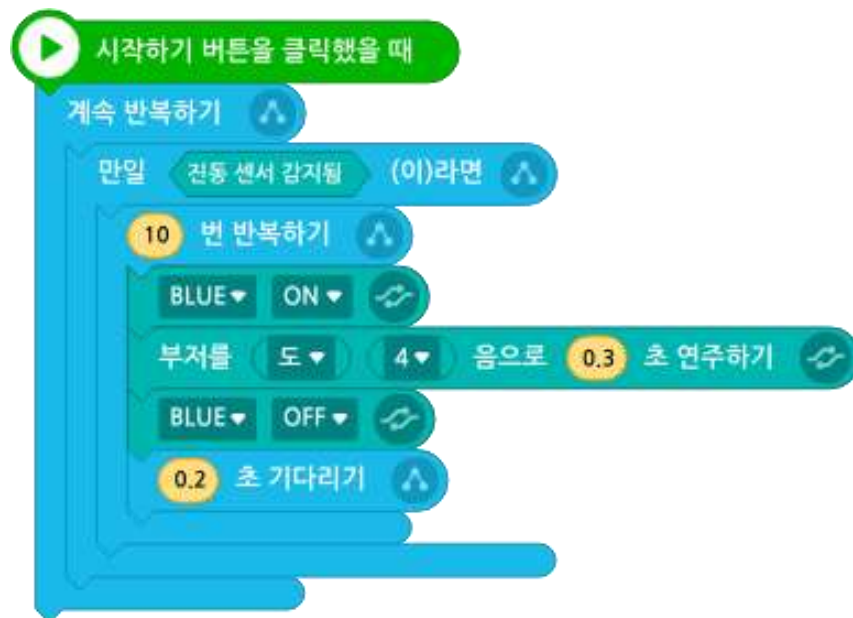 시작하기 버튼을 클릭했을 때
계속 반복하기
만일 진동 센서 감지됨 (이)라면
10 번 반복하기
BLUE ON
부저를 도 4 음으로 0.3 초 연주하기
BLUE OFF
0.2 초 기다리기